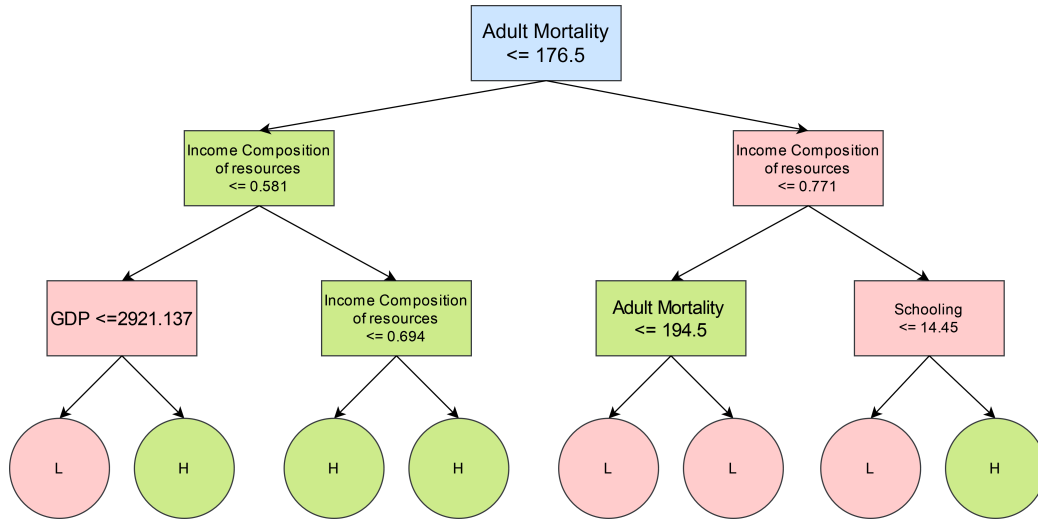 Adult Mortality
<= 176.5
Income Composition
of resources
<= 0.581
Income Composition
of resources
<= 0.771
GDP <=2921.137
Income Composition
of resources
<= 0.694
Adult Mortality
<= 194.5
Schooling
<= 14.45
L
H
H
H
L
L
L
H